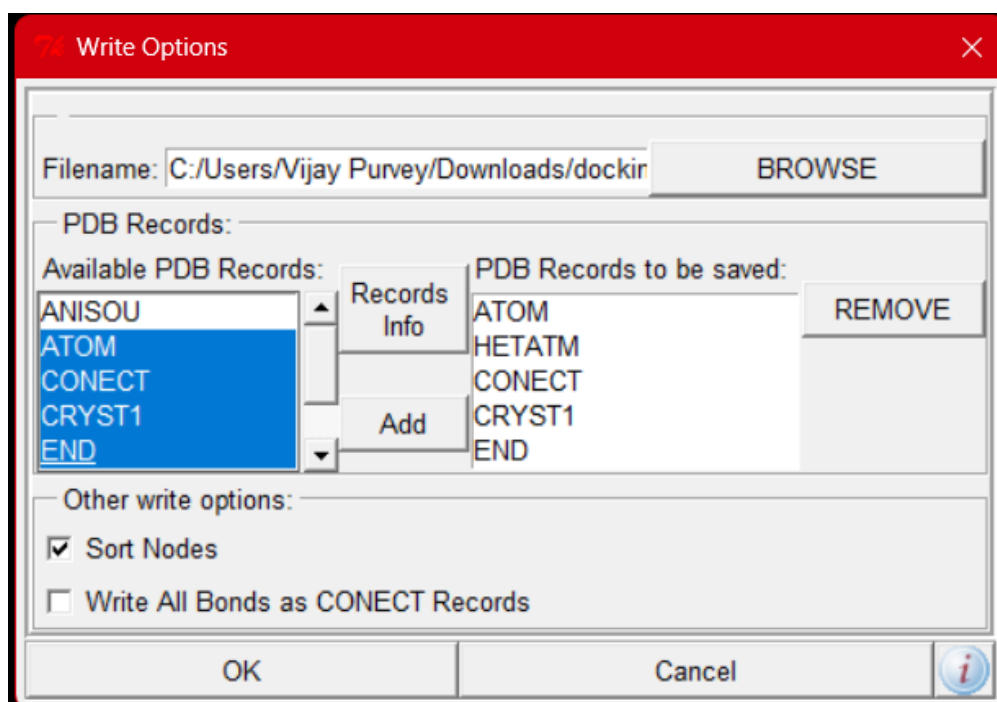 Write Options
Filename: C:/Users/Vijay Purvey/Downloads/dockin BROWSE
PDB Records:
Available PDB Records:
ANISOU
ATOM
CONECT
CRYST1
END
Records
Info
Add
PDB Records to be saved:
ATOM
HETATM
CONECT
CRYST1
END
REMOVE
Other write options:
Sort Nodes
Write All Bonds as CONECT Records
OK
Cancel
i